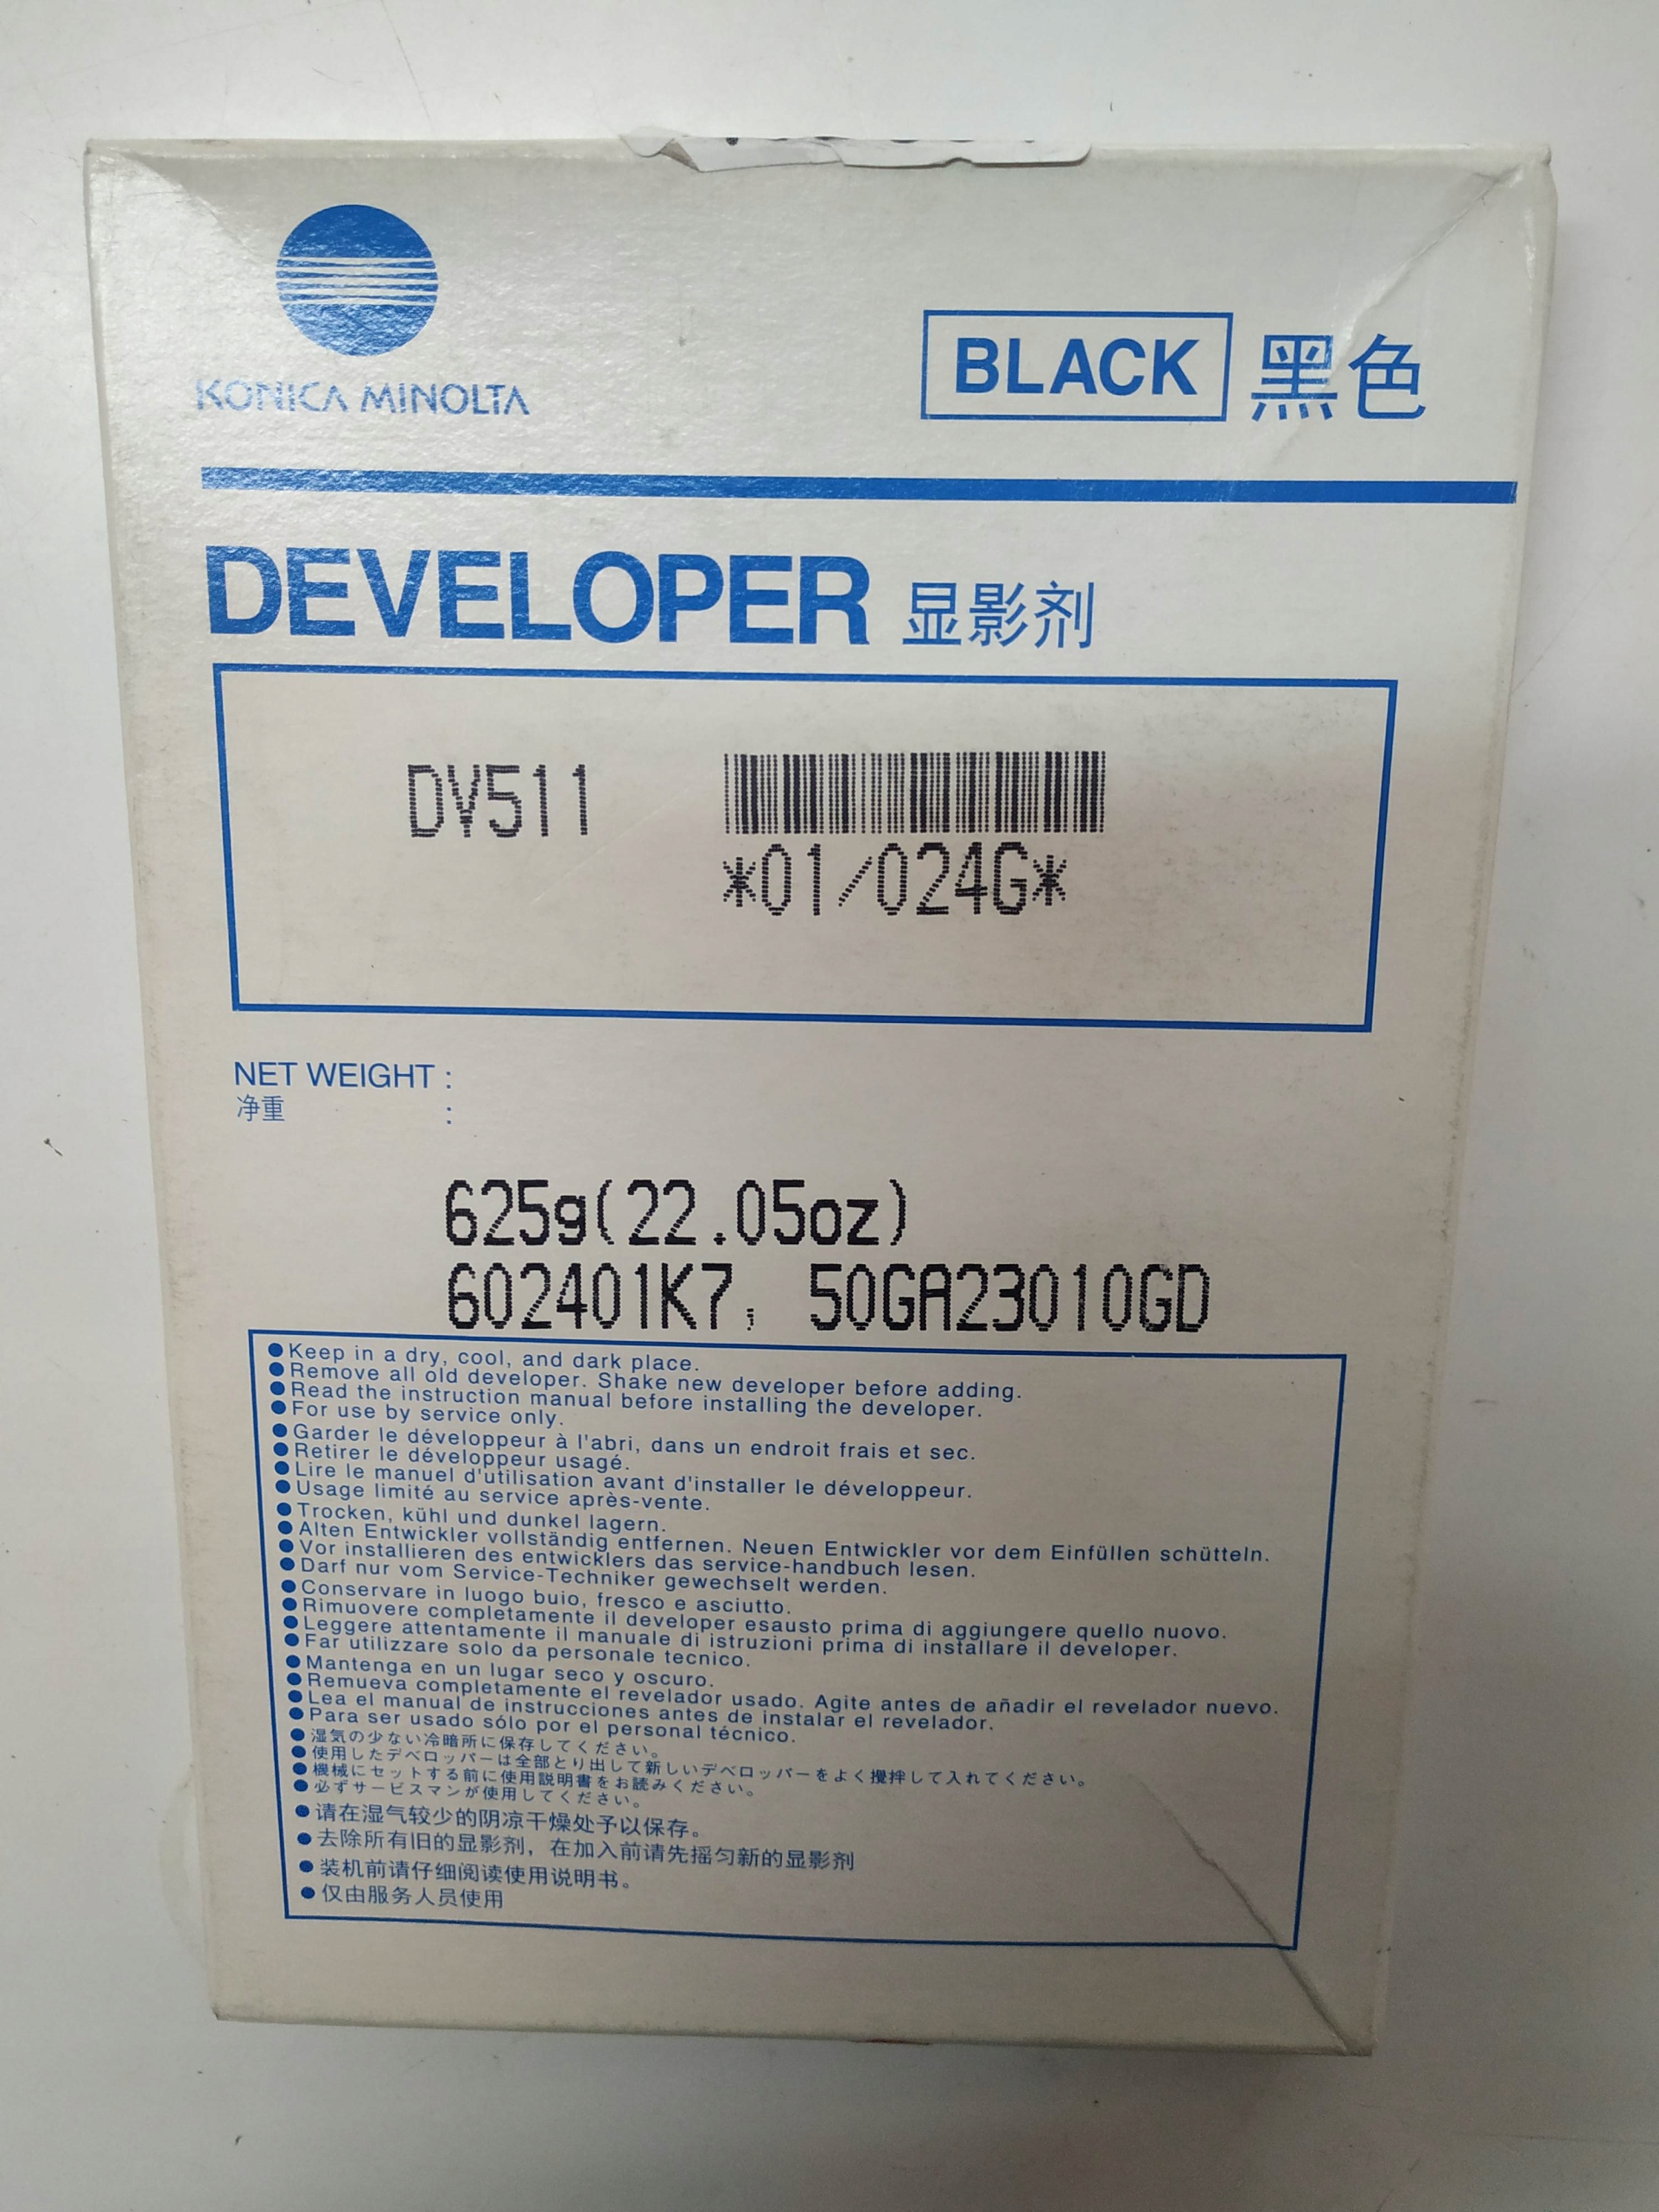 KONICA MINOLTA
BLACK 黑色
DEVELOPER 显影剂
DV511
*01/024G*
NET WEIGHT :
净重 :
625g(22.05oz)
602401K7, 50GA23010GD
●Keep in a dry, cool, and dark place.
●Remove all old developer. Shake new developer before adding.
●Read the instruction manual before installing the developer.
●For use by service only.
●Garder le développeur à l'abri, dans un endroit frais et sec.
●Retirer le développeur usagé.
●Lire le manuel d'utilisation avant d'installer le développeur.
●Usage limité au service après-vente.
●Trocken, kühl und dunkel lagern.
●Alten Entwickler vollständig entfernen. Neuen Entwickler vor dem Einfüllen schütteln.
●Vor installieren des entwicklers das service-handbuch lesen.
●Darf nur vom Service-Techniker gewechselt werden.
●Conservare in luogo buio, fresco e asciutto.
●Rimuovere completamente il developer esausto prima di aggiungere quello nuovo.
●Leggere attentamente il manuale di istruzioni prima di installare il developer.
●Far utilizzare solo da personale tecnico.
●Mantenga en un lugar seco y oscuro.
●Remueva completamente el revelador usado. Agite antes de añadir el revelador nuevo.
●Lea el manual de instrucciones antes de instalar el revelador.
●Para ser usado sólo por el personal técnico.
●湿気の少ない冷暗所に保存してください。
●使用したデベロッパーは全部とり出して新しいデベロッパーをよく攪拌して入れてください。
●機械にセットする前に使用説明書をお読みください。
●必ずサービスマンが使用してください。
●请在湿气较少的阴凉干燥处予以保存。
●去除所有旧的显影剂，在加入前请先摇匀新的显影剂
●装机前请仔细阅读使用说明书。
●仅由服务人员使用